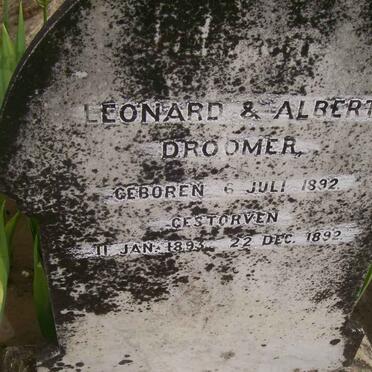 LEONARD & ALBERT
DROOMER,
GEBOREN 6 JULI 1892
GESTORVEN
11 JAN. 1893 22 DEC. 1892